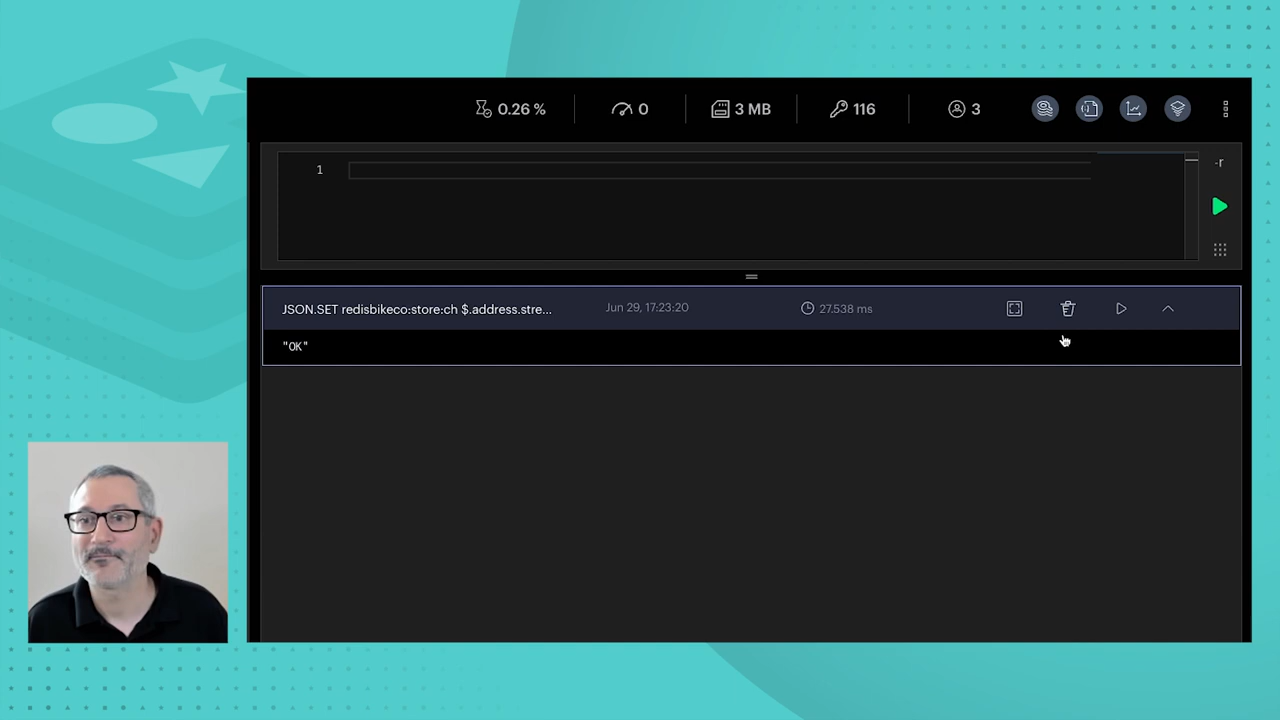 0.26 %
0
3 MB
116
3
1
-r
JSON.SET redisbikeco:store:ch $.address.stre...
Jun 29, 17:23:20
27.538 ms
"OK"